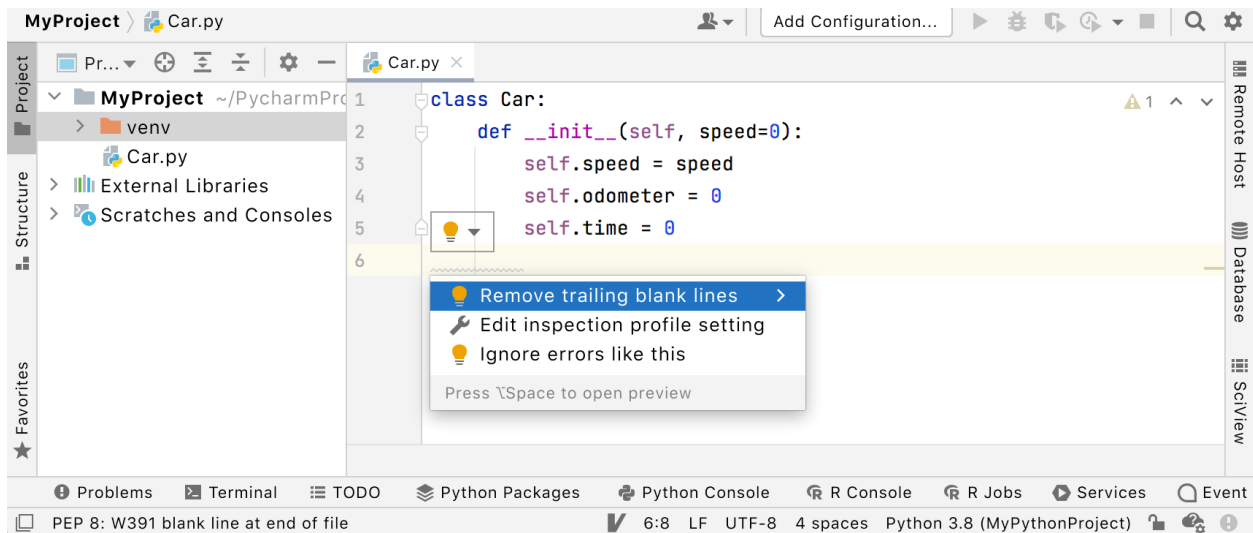 MyProject Car.py
Add Configuration...
Project
Pr...
Car.py
MyProject ~/PycharmPro
venv
Car.py
External Libraries
Scratches and Consoles
Structure
Favorites
1 class Car:
2 def __init__(self, speed=0):
3 self.speed = speed
4 self.odometer = 0
5 self.time = 0
6
1
Remove trailing blank lines
Edit inspection profile setting
Ignore errors like this
Press ⌥Space to open preview
Remote Host
Database
SciView
Problems Terminal TODO Python Packages Python Console R Console R Jobs Services Event
PEP 8: W391 blank line at end of file 6:8 LF UTF-8 4 spaces Python 3.8 (MyPythonProject)